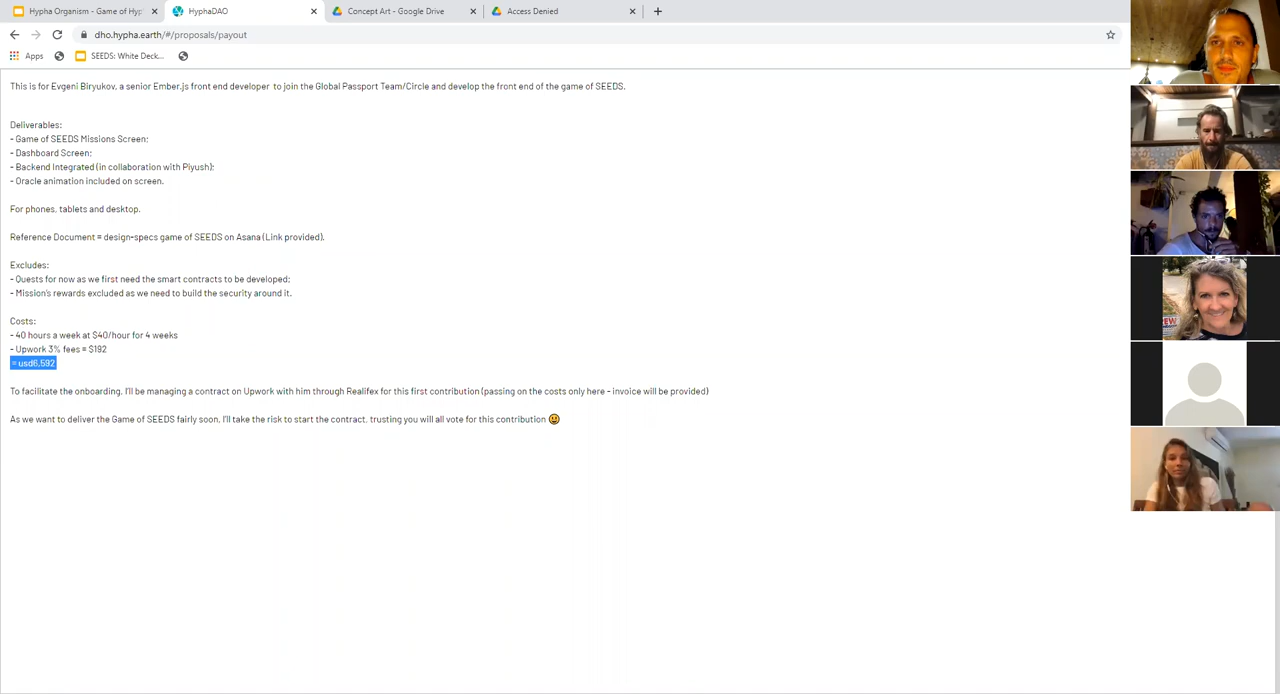 Hypha Organism - Game of Hyp
HyphaDAO
Concept Art - Google Drive
Access Denied
dho.hypha.earth/#/proposals/payout
Apps
SEEDS: White Deck...
This is for Evgeni Biryukov, a senior Ember.js front end developer to join the Global Passport Team/Circle and develop the front end of the game of SEEDS.
Deliverables:
- Game of SEEDS Missions Screen;
- Dashboard Screen;
- Backend Integrated (in collaboration with Piyush);
- Oracle animation included on screen.
For phones, tablets and desktop.
Reference Document = design-specs game of SEEDS on Asana (Link provided).
Excludes:
- Quests for now as we first need the smart contracts to be developed;
- Mission's rewards excluded as we need to build the security around it.
Costs:
- 40 hours a week at $40/hour for 4 weeks
- Upwork 3% fees = $192
= usd6,592
To facilitate the onboarding, I'll be managing a contract on Upwork with him through Realifex for this first contribution (passing on the costs only here - invoice will be provided)
As we want to deliver the Game of SEEDS fairly soon, I'll take the risk to start the contract, trusting you will all vote for this contribution 😃